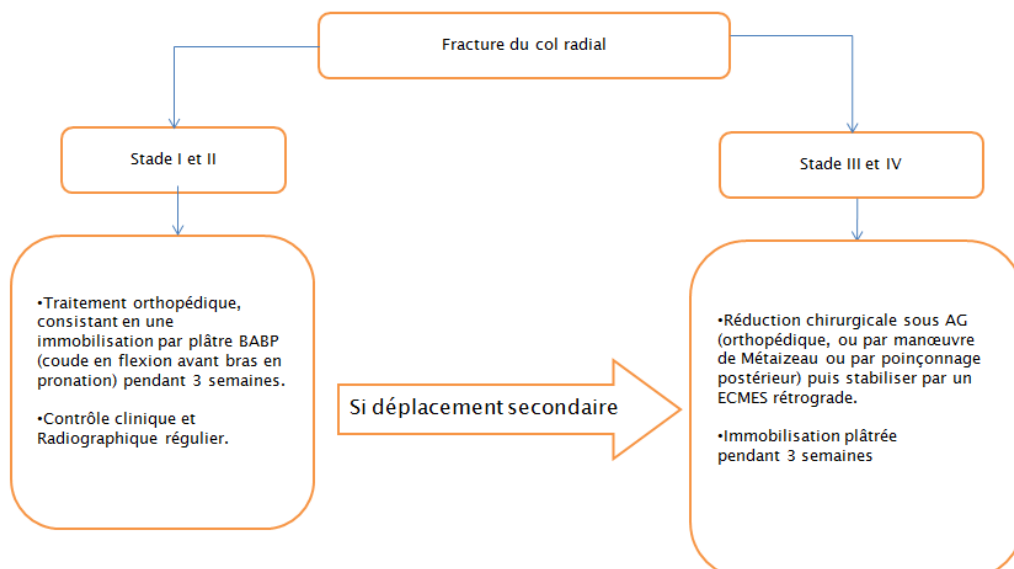 Fracture du col radial
Stade I et II
Stade III et IV
•Traitement orthopédique,
consistant en une
immobilisation par plâtre BABP
(coude en flexion avant bras en
pronation) pendant 3 semaines.
•Contrôle clinique et
Radiographique régulier.
Si déplacement secondaire
•Réduction chirurgicale sous AG
(orthopédique, ou par manœuvre
de Métaizeau ou par poinçonnage
postérieur) puis stabiliser par un
ECMES rétrograde.
•Immobilisation plâtrée
pendant 3 semaines